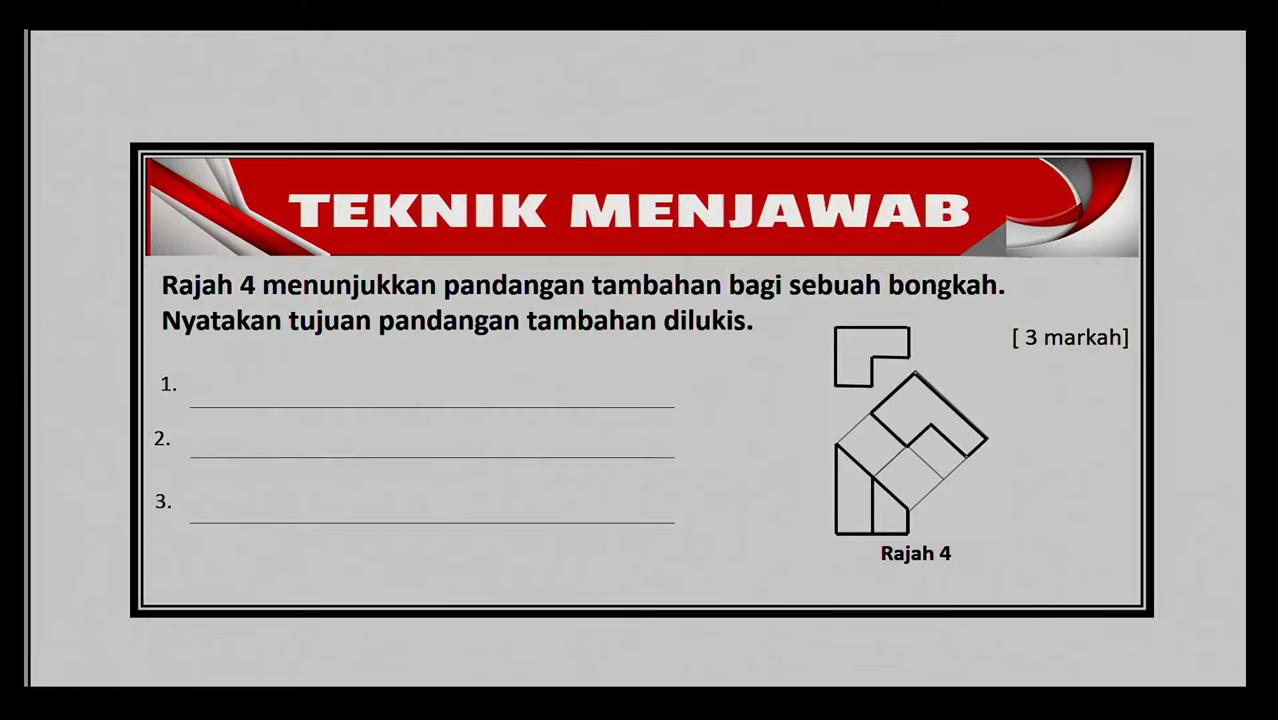 TEKNIK MENJAWAB
Rajah 4 menunjukkan pandangan tambahan bagi sebuah bongkah.
Nyatakan tujuan pandangan tambahan dilukis.
[ 3 markah]
1.
2.
3.
Rajah 4